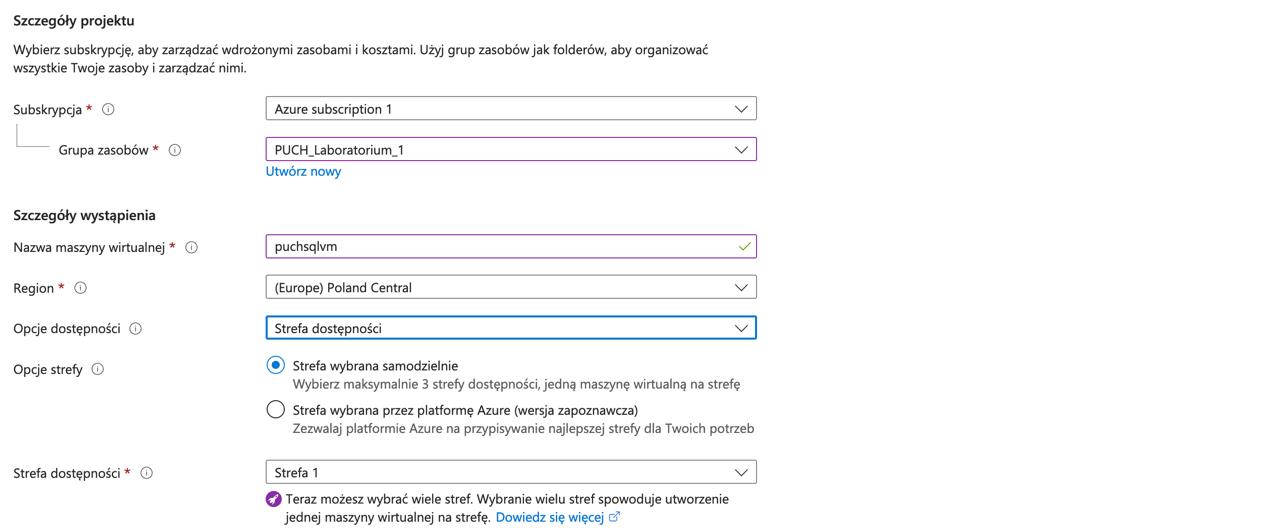 Szczegóły projektu
Wybierz subskrypcję, aby zarządzać wdrożonymi zasobami i kosztami. Użyj grup zasobów jak folderów, aby organizować
wszystkie Twoje zasoby i zarządzać nimi.
Subskrypcja *
Azure subscription 1
Grupa zasobów *
PUCH_Laboratorium_1
Utwórz nowy
Szczegóły wystąpienia
Nazwa maszyny wirtualnej *
puchsqlvm
Region *
(Europe) Poland Central
Opcje dostępności
Strefa dostępności
Opcje strefy
Strefa wybrana samodzielnie
Wybierz maksymalnie 3 strefy dostępności, jedną maszynę wirtualną na strefę
Strefa wybrana przez platformę Azure (wersja zapoznawcza)
Zezwalaj platformie Azure na przypisywanie najlepszej strefy dla Twoich potrzeb
Strefa dostępności *
Strefa 1
Teraz możesz wybrać wiele stref. Wybranie wielu stref spowoduje utworzenie
jednej maszyny wirtualnej na strefę. Dowiedz się więcej